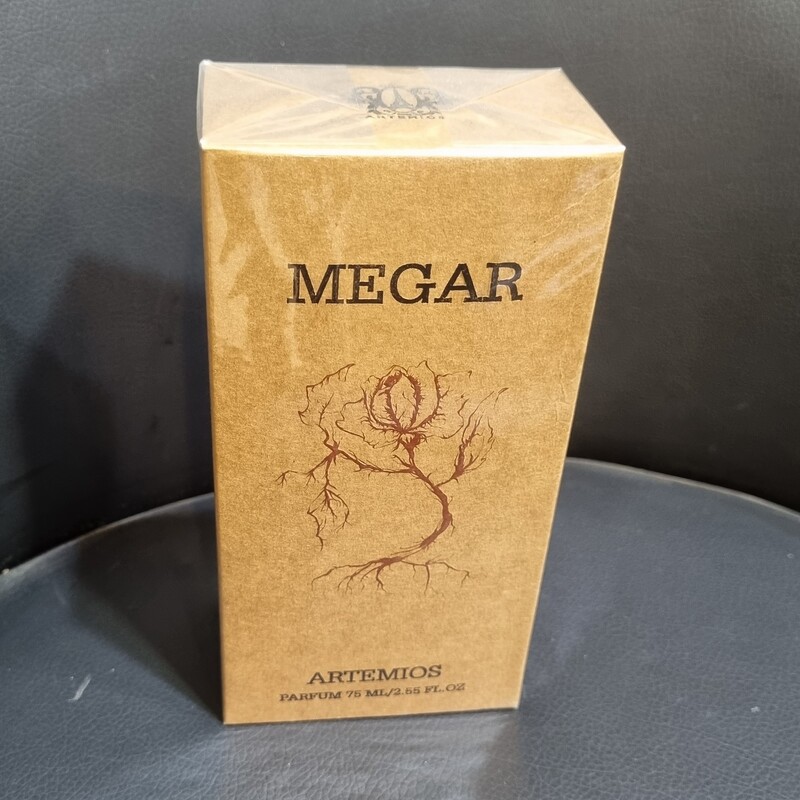 ARTEMIOS
MEGAR
ARTEMIOS
PARFUM 75 ML/2.55 FL.OZ